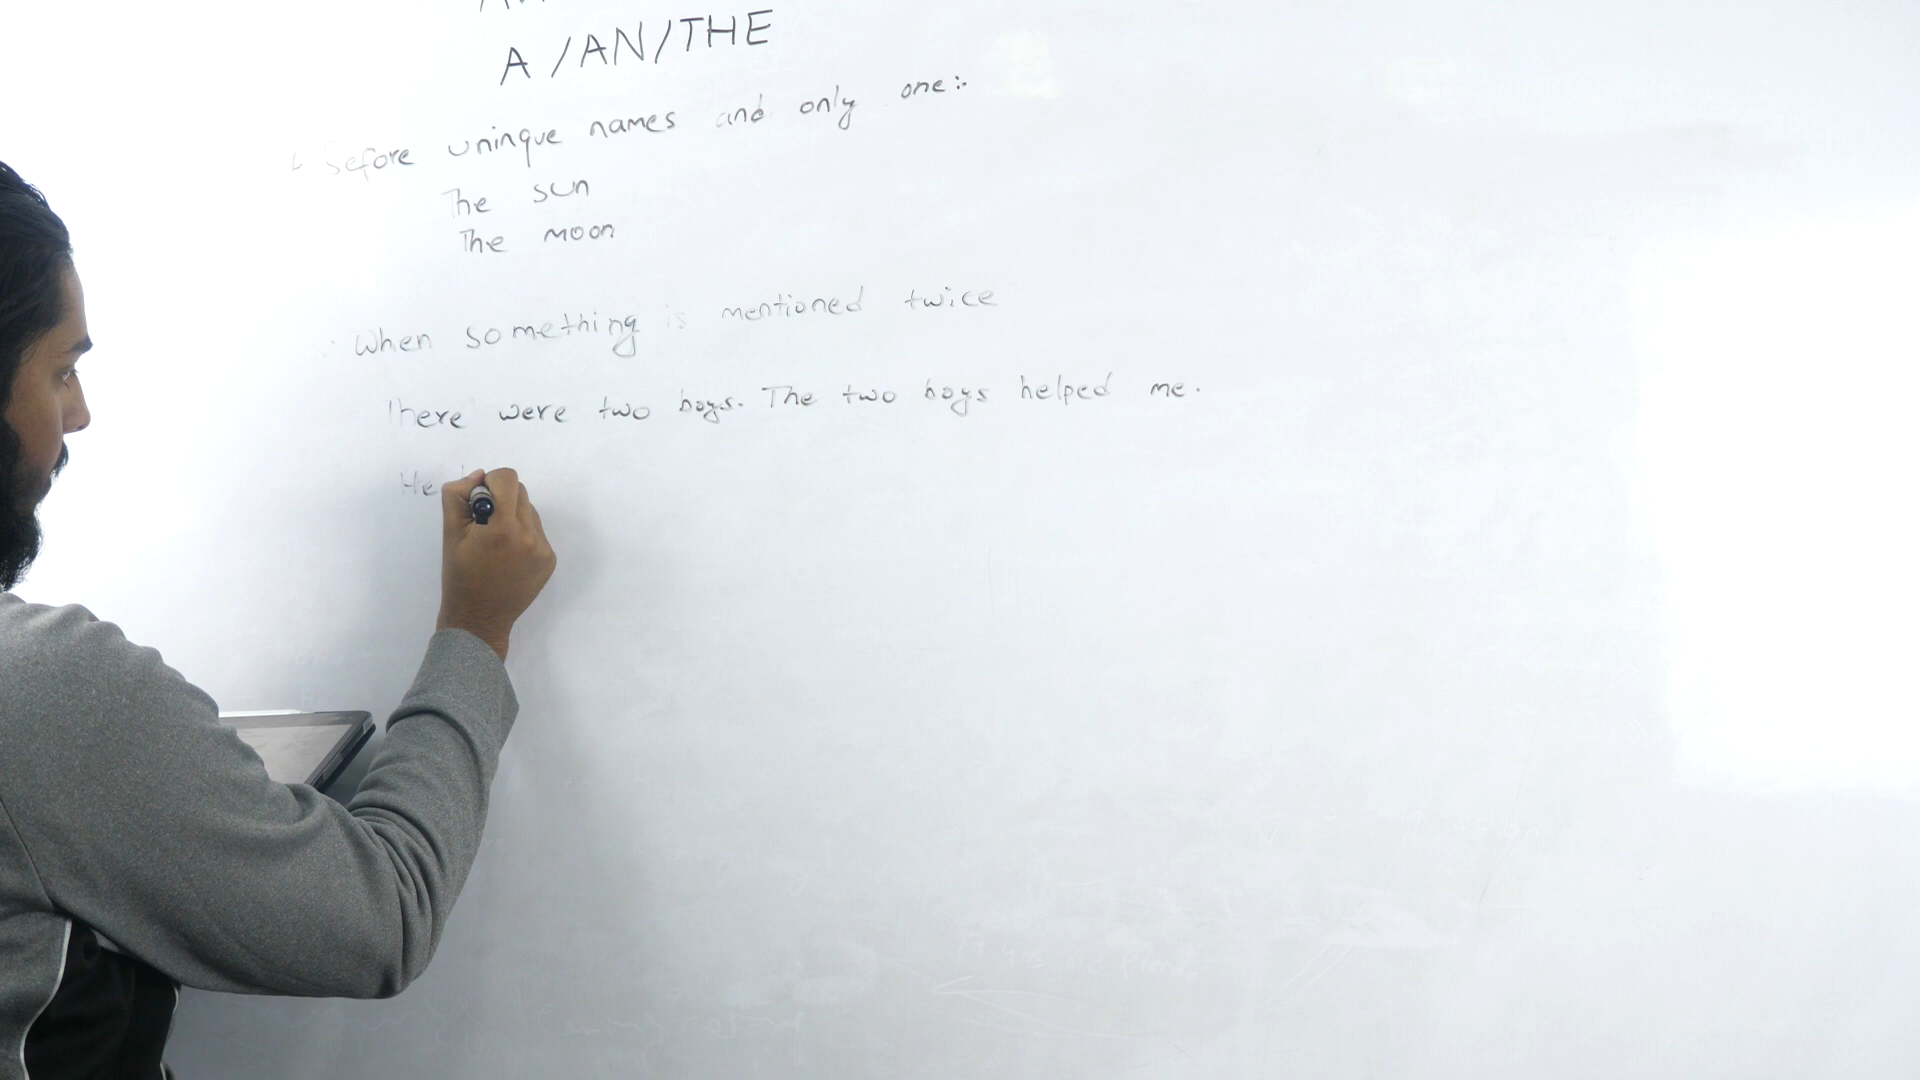 A/AN/THE
Before uninque names and only one:-
The sun
The moon
When something is mentioned twice
There were two boys. The two boys helped me.
He